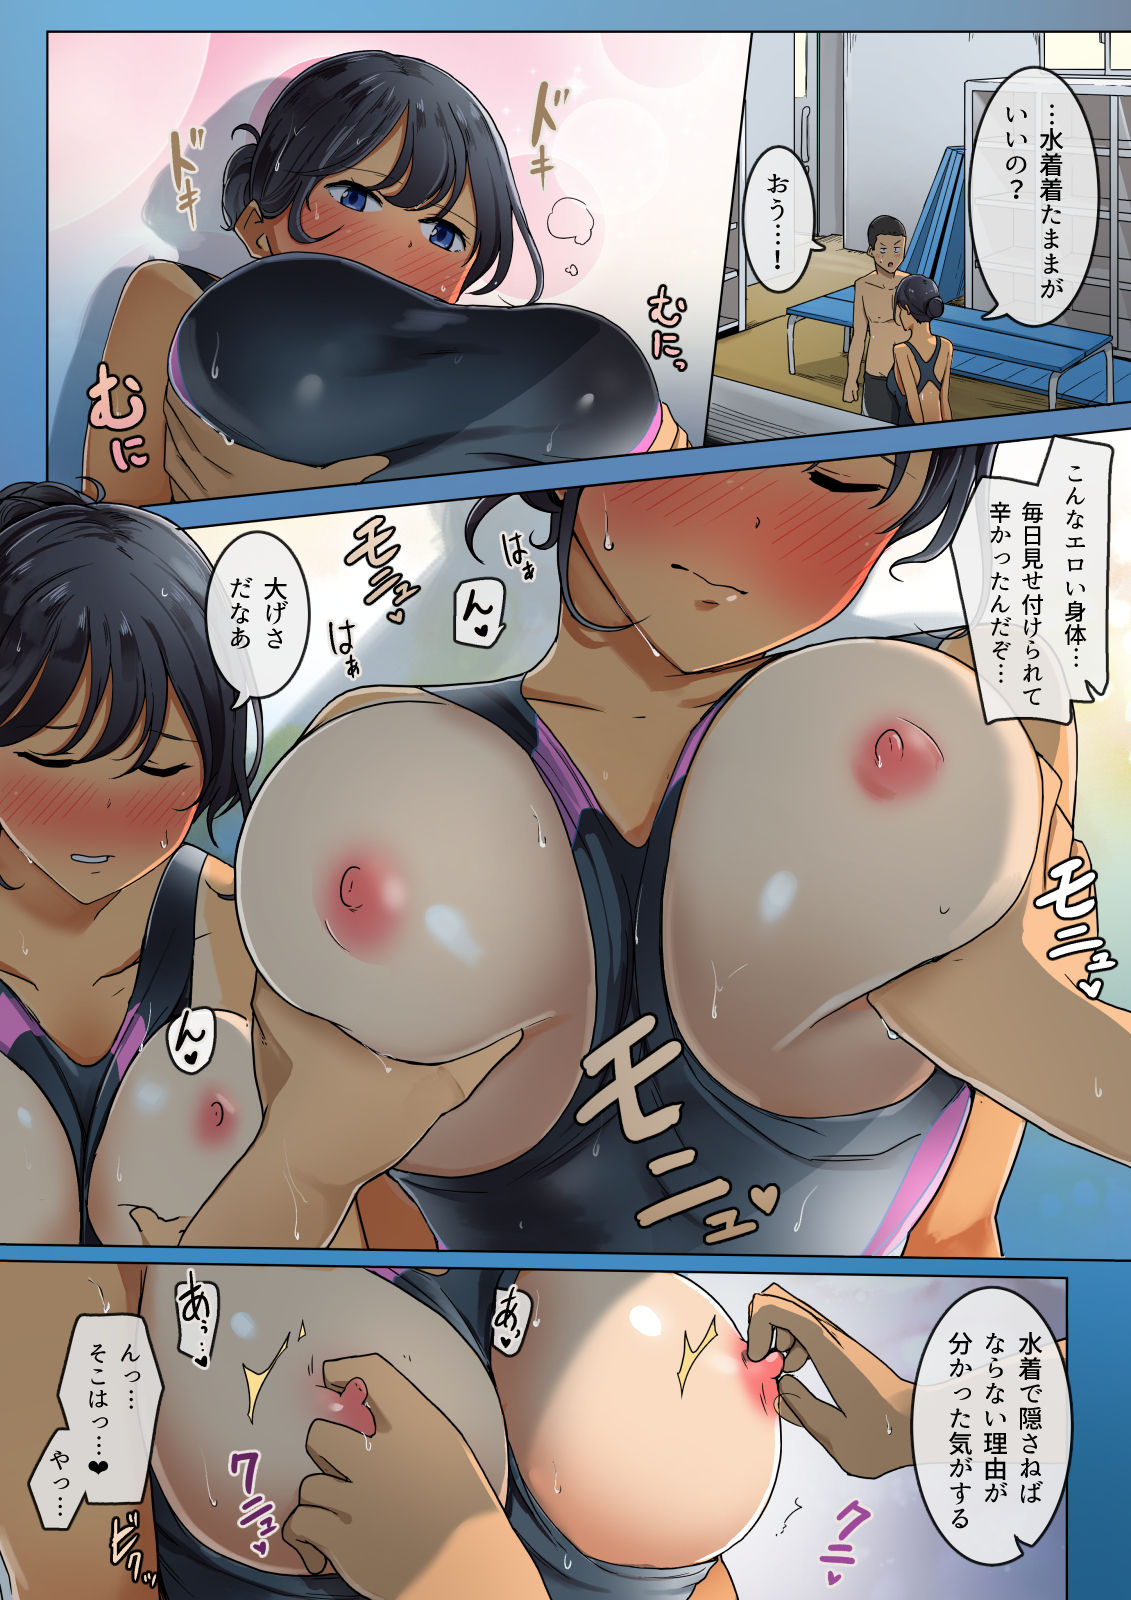 …水着着たままが
いいの？
おう…！
ドキ
ドキ
むにっ
むに
こんなエロい身体…
毎日見せ付けられて
辛かったんだぞ…
モニュ♥
はぁ
ん♥
はぁ
大げさ
だなあ
モニュ♥
ん♥
モニュ♥
水着で隠さねば
ならない理由が
分かった気がする
あっ♥
あぅ…♥
んっ…
そこはっ…♥
やっ…
クニュ♥
クニ♥
ビクッ